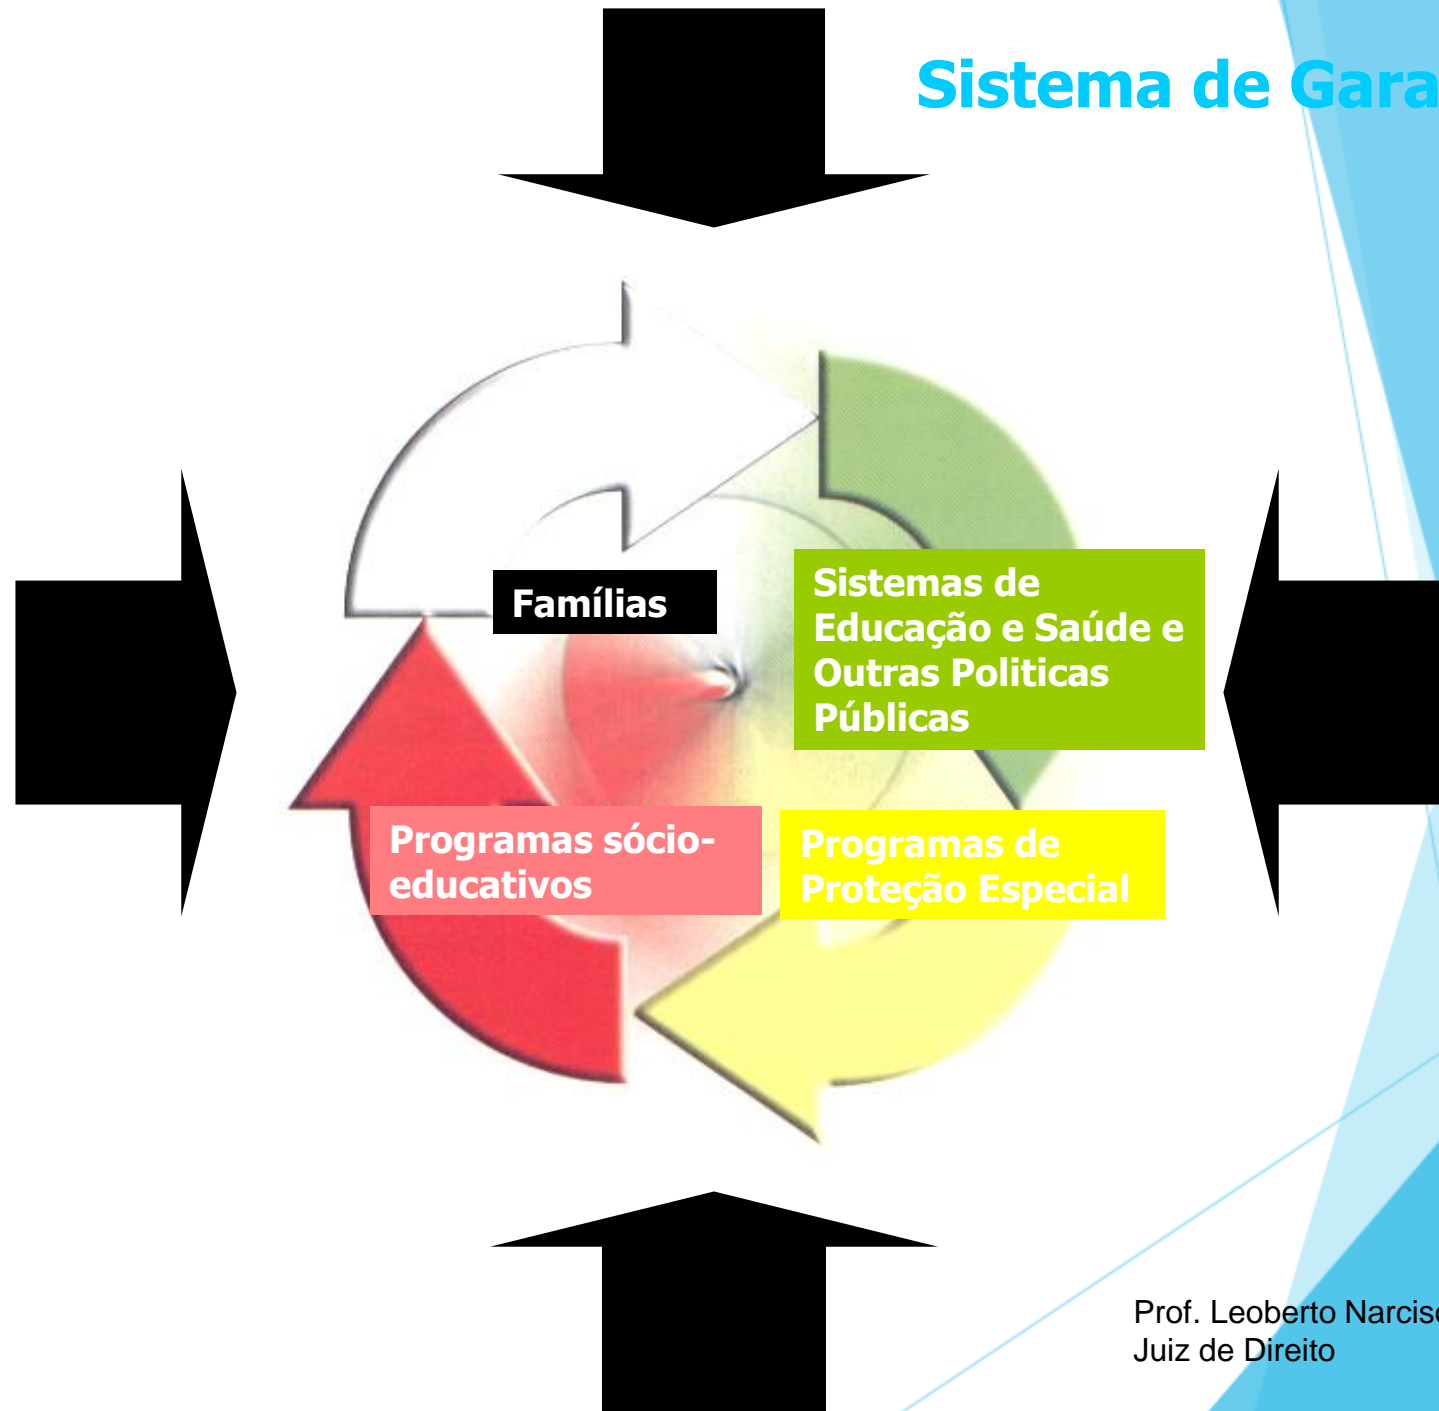 Sistema de Gara
Famílias
Sistemas de
Educação e Saúde e
Outras Politicas
Públicas
Programas sócio-
educativos
Programas de
Proteção Especial
Prof. Leoberto Narciso
Juiz de Direito